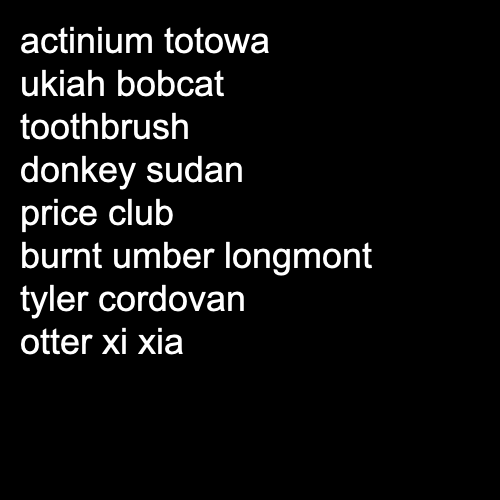 actinium totowa
ukiah bobcat
toothbrush
donkey sudan
price club
burnt umber longmont
tyler cordovan
otter xi xia